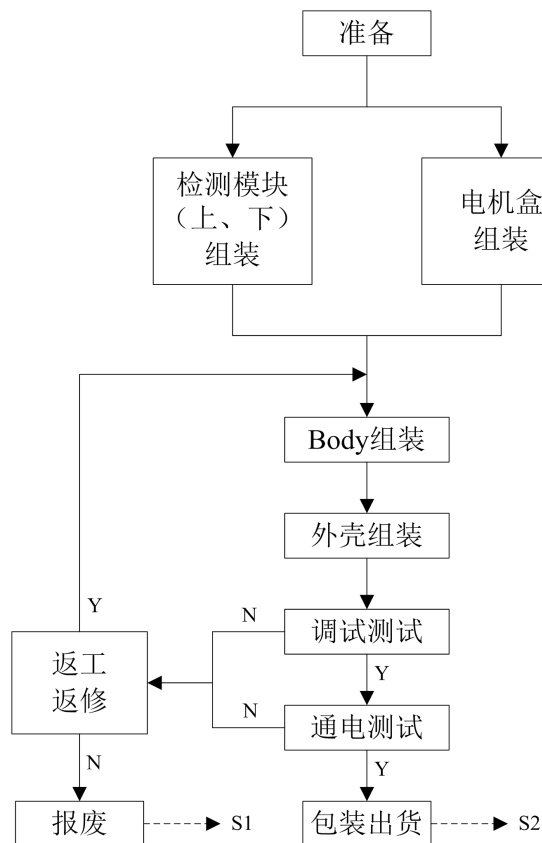 准备
检测模块
（上、下）
组装
电机盒
组装
Body组装
外壳组装
Y
N
调试测试
返工
返修
Y
N
通电测试
N
Y
报废
S1
包装出货
S2